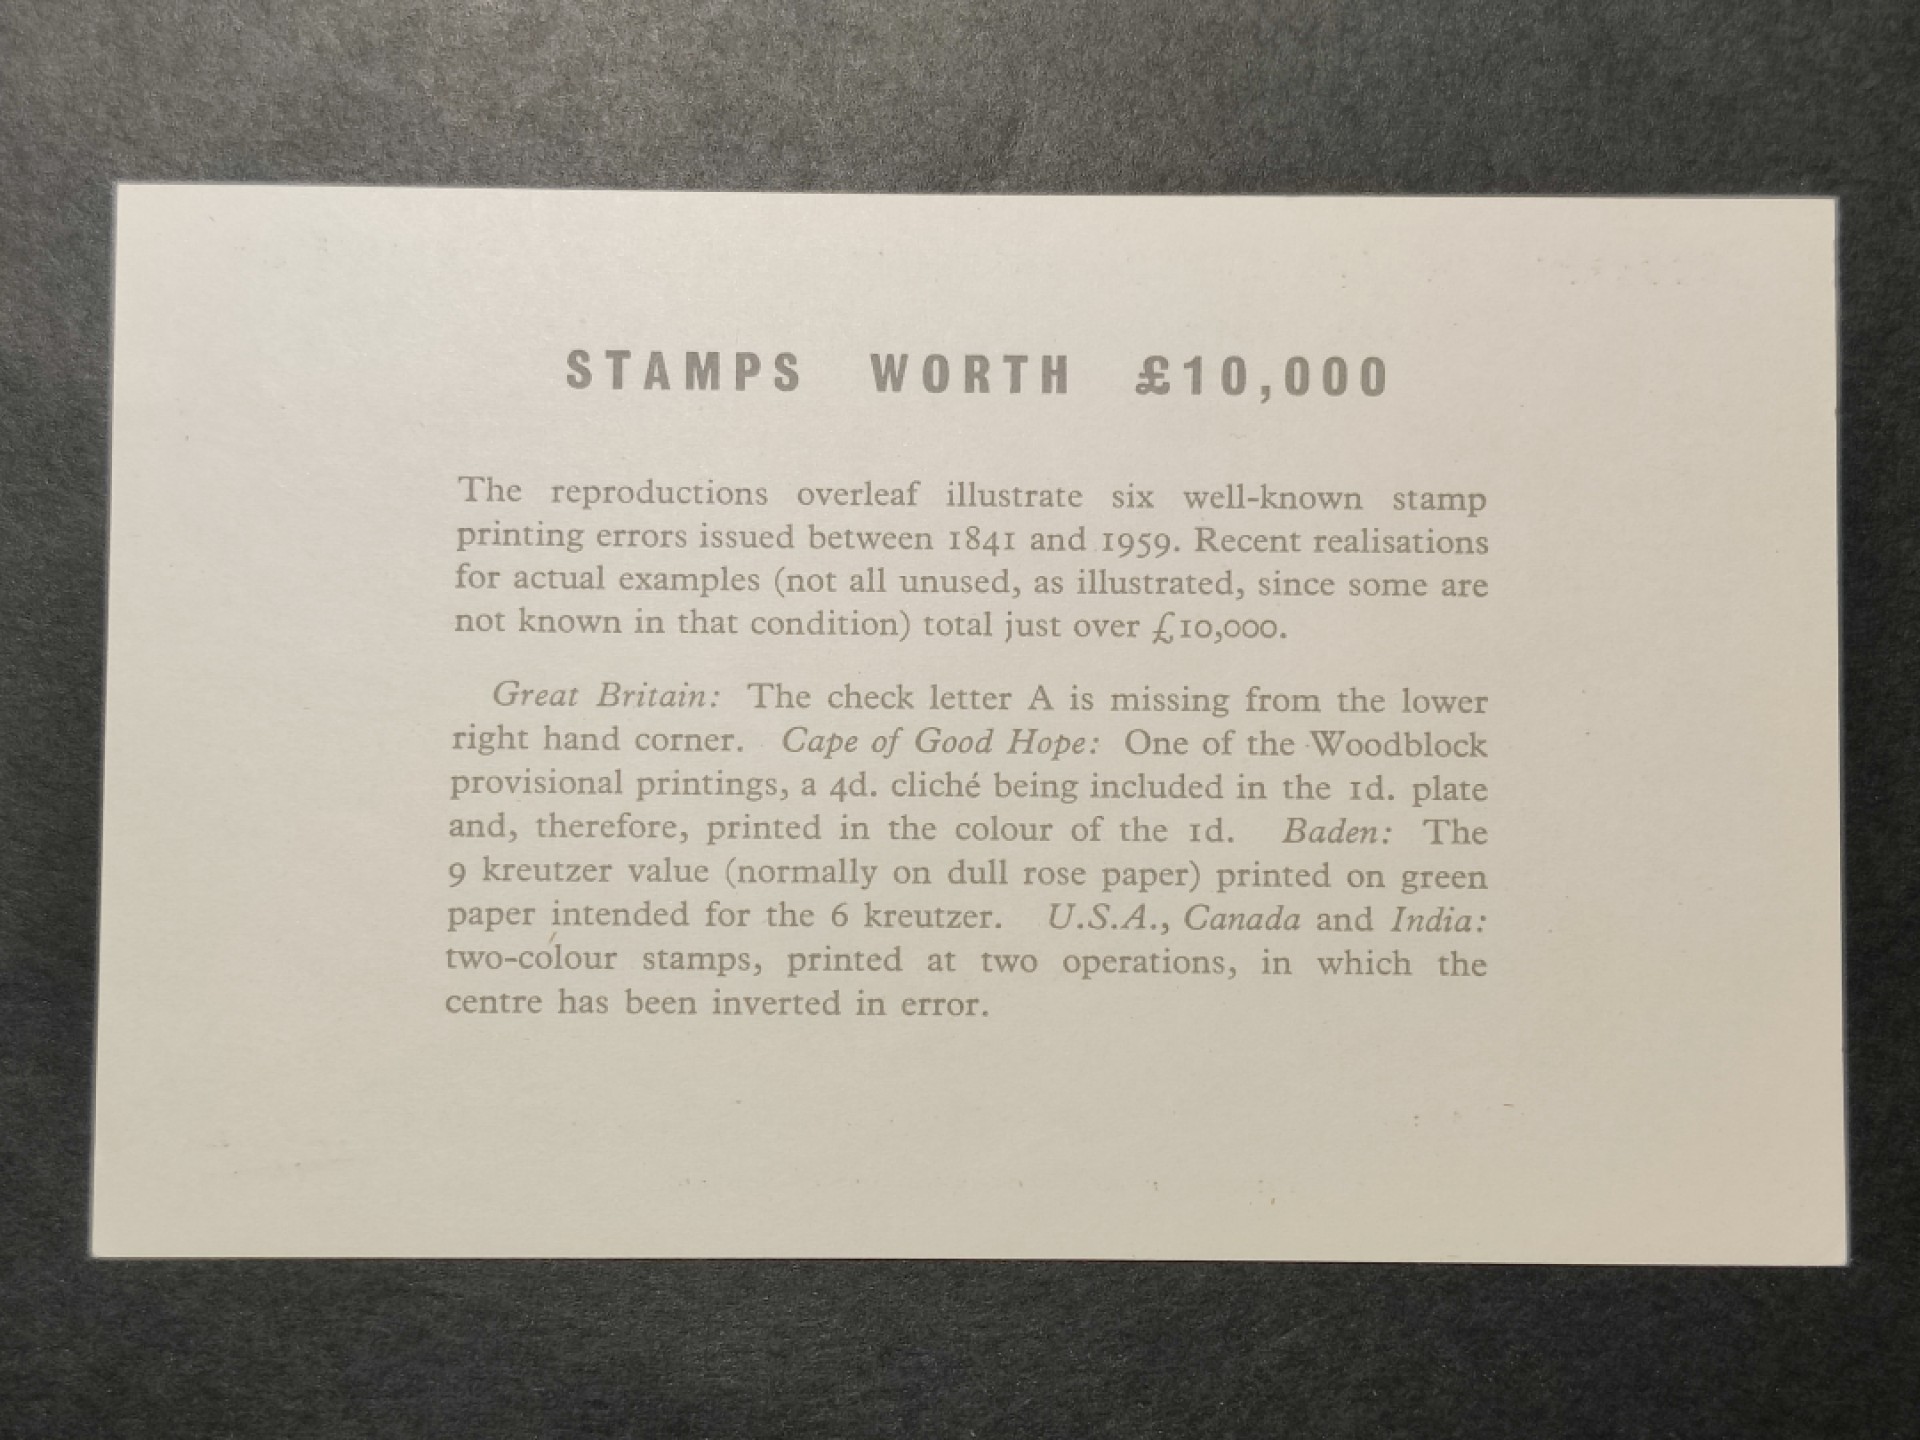 STAMPS WORTH £10,000
The reproductions overleaf illustrate six well-known stamp
printing errors issued between 1841 and 1959. Recent realisations
for actual examples (not all unused, as illustrated, since some are
not known in that condition) total just over £10,000.
Great Britain: The check letter A is missing from the lower
right hand corner. Cape of Good Hope: One of the Woodblock
provisional printings, a 4d. cliché being included in the 1d. plate
and, therefore, printed in the colour of the 1d. Baden: The
9 kreutzer value (normally on dull rose paper) printed on green
paper intended for the 6 kreutzer. U.S.A., Canada and India:
two-colour stamps, printed at two operations, in which the
centre has been inverted in error.